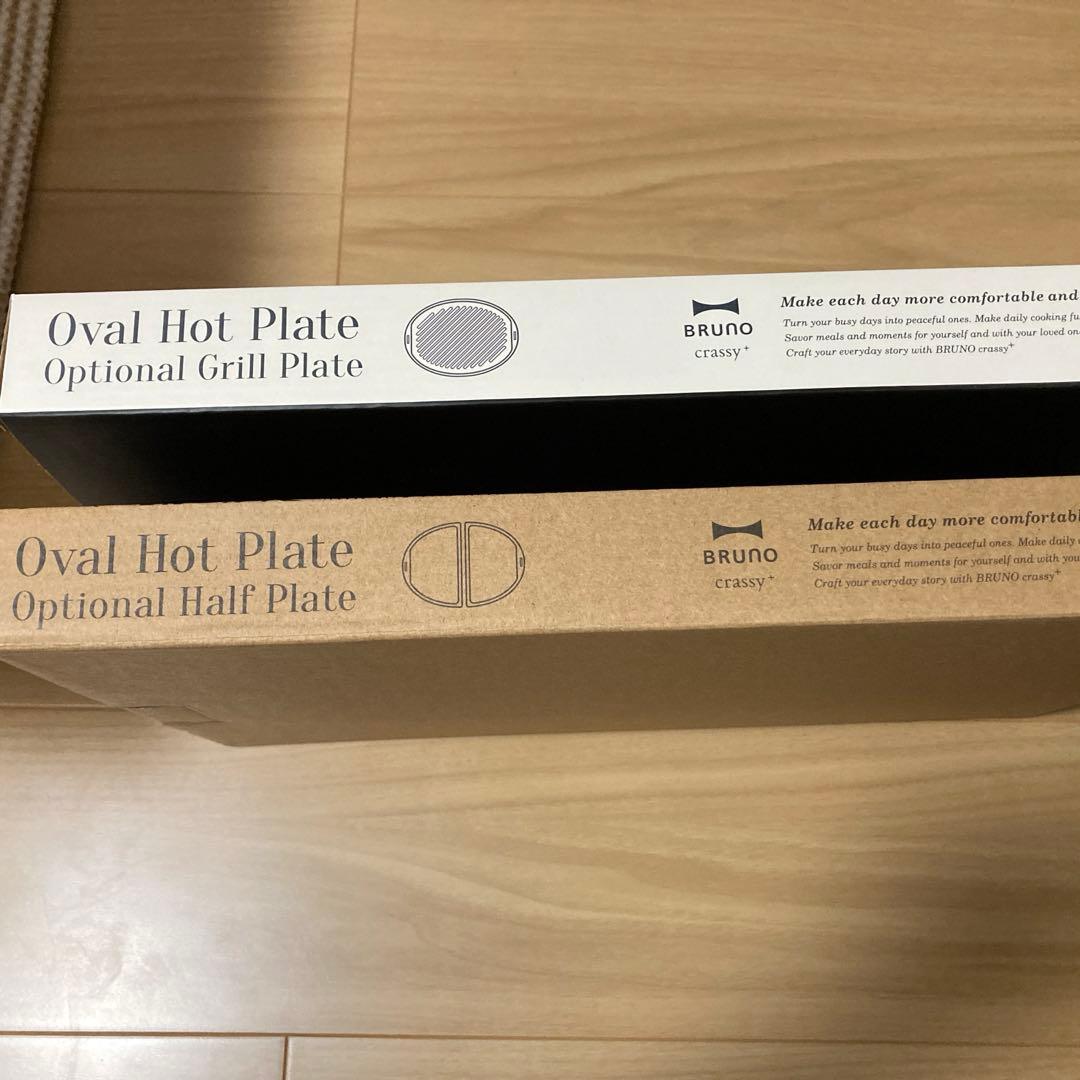 Oval Hot Plate
Optional Grill Plate
BRUNO
crassy+
Make each day more comfortable and
Turn your busy days into peaceful ones. Make daily cooking fu
Savor meals and moments for yourself and with your loved on
Craft your everyday story with BRUNO crassy+
Oval Hot Plate
Optional Half Plate
BRUNO
crassy+
Make each day more comfortabl
Turn your busy days into peaceful ones. Make daily
Savor meals and moments for yourself and with you
Craft your everyday story with BRUNO crassy+